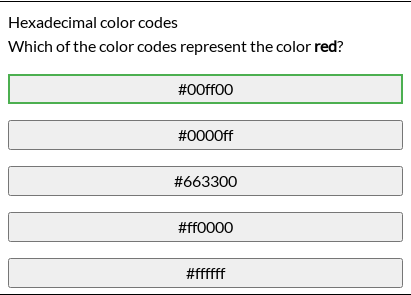 Hexadecimal color codes
Which of the color codes represent the color red?
#00ff00
#0000ff
#663300
#ff0000
#ffffff